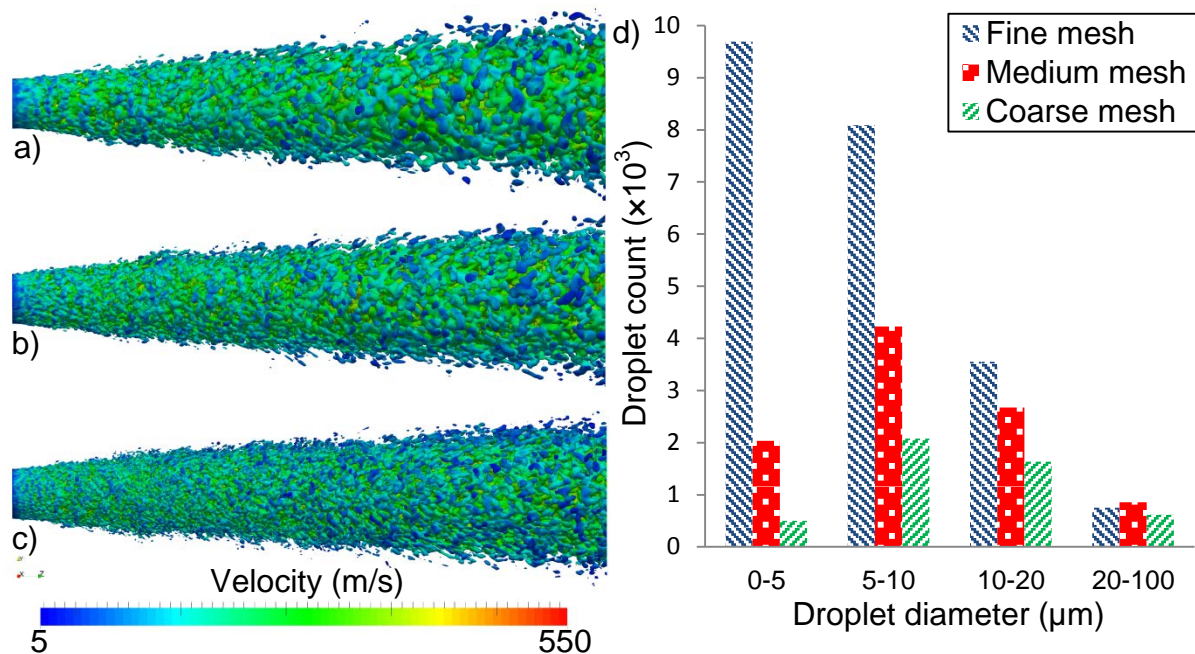 a)
b)
c)
Velocity (m/s)
5 550
d)
Fine mesh
Medium mesh
Coarse mesh
Droplet count (×10³)
10
9
8
7
6
5
4
3
2
1
0
0-5 5-10 10-20 20-100
Droplet diameter (µm)